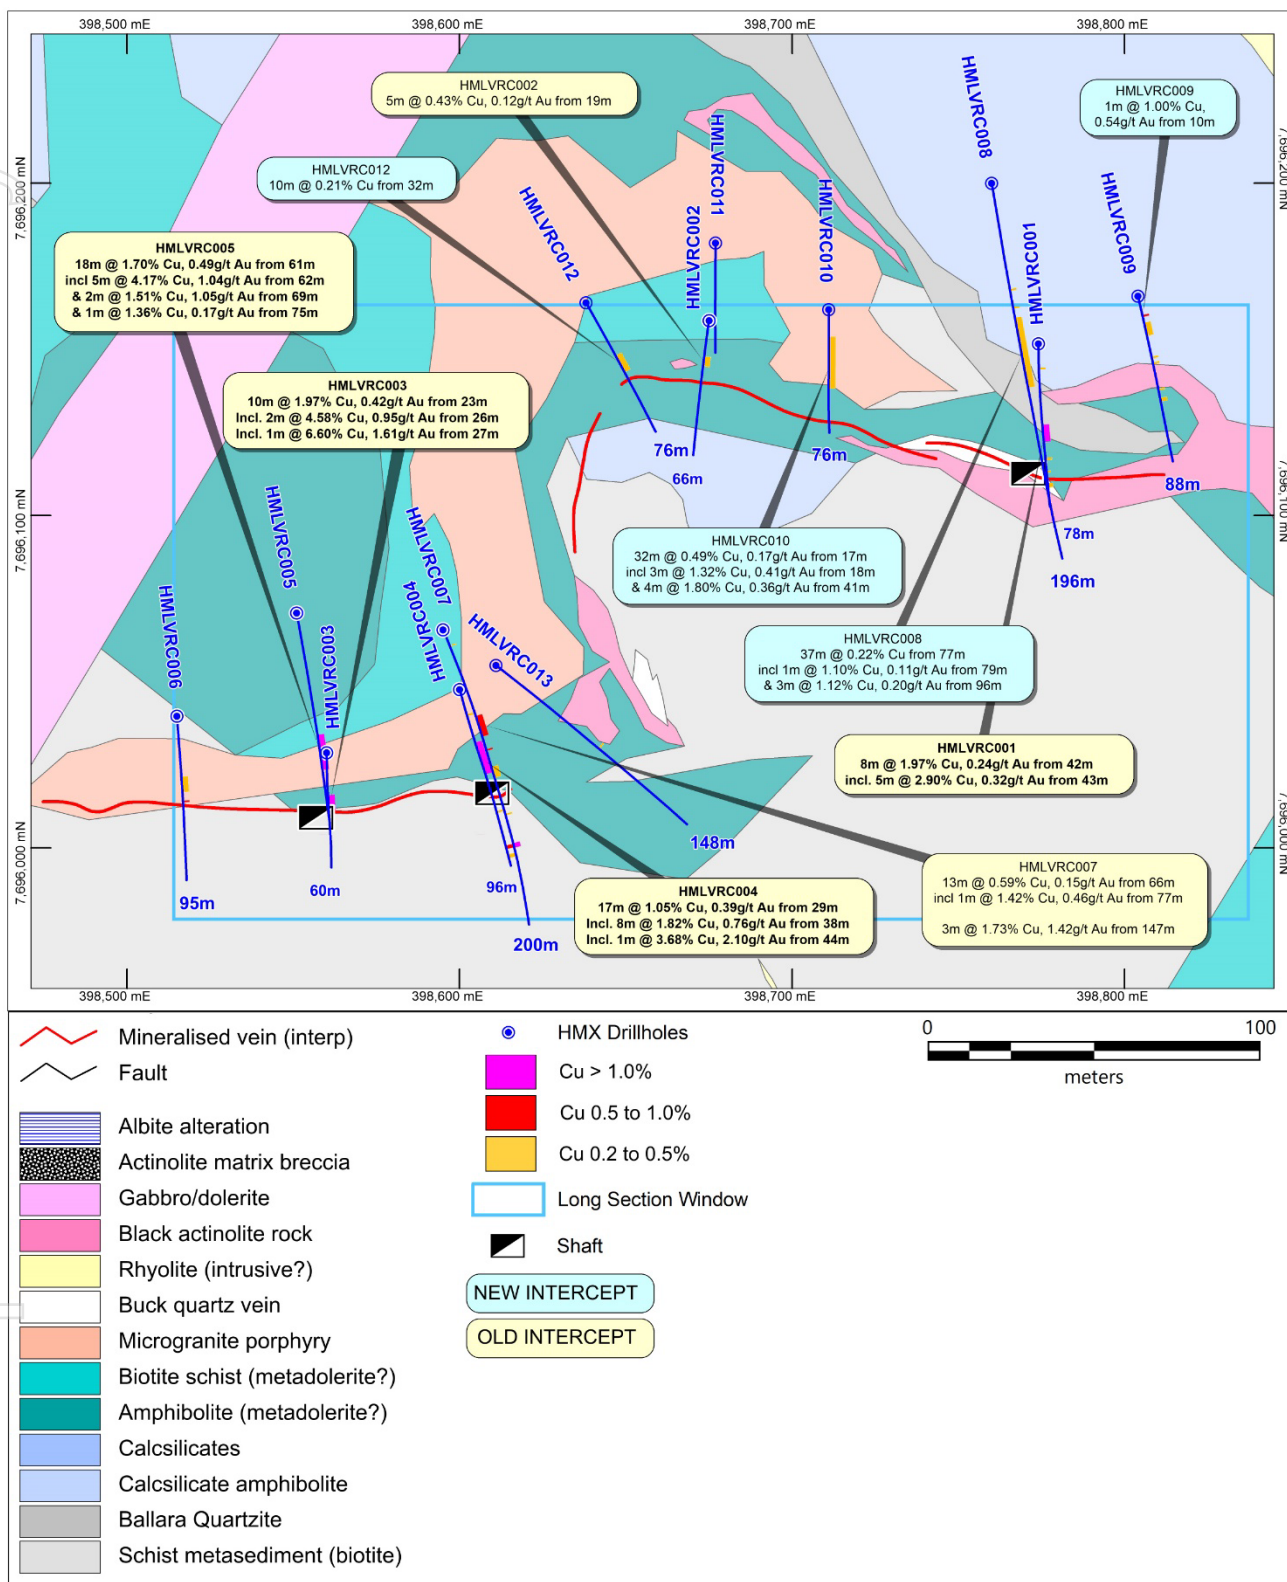 398,500 mE
398,600 mE
398,700 mE
398,800 mE
7,696,200 mN
7,696,200 mN
7,696,100 mN
7,696,100 mN
7,696,000 mN
7,696,000 mN
HMLVRC002
5m @ 0.43% Cu, 0.12g/t Au from 19m
HMLVRC009
1m @ 1.00% Cu,
0.54g/t Au from 10m
HMLVRC012
10m @ 0.21% Cu from 32m
HMLVRC005
18m @ 1.70% Cu, 0.49g/t Au from 61m
incl 5m @ 4.17% Cu, 1.04g/t Au from 62m
& 2m @ 1.51% Cu, 1.05g/t Au from 69m
& 1m @ 1.36% Cu, 0.17g/t Au from 75m
HMLVRC003
10m @ 1.97% Cu, 0.42g/t Au from 23m
Incl. 2m @ 4.58% Cu, 0.95g/t Au from 26m
Incl. 1m @ 6.60% Cu, 1.61g/t Au from 27m
HMLVRC012
HMLVRC002
HMLVRC011
HMLVRC010
HMLVRC008
HMLVRC001
HMLVRC009
76m
66m
76m
78m
196m
88m
HMLVRC010
32m @ 0.49% Cu, 0.17g/t Au from 17m
incl 3m @ 1.32% Cu, 0.41g/t Au from 18m
& 4m @ 1.80% Cu, 0.36g/t Au from 41m
HMLVRC008
37m @ 0.22% Cu from 77m
incl 1m @ 1.10% Cu, 0.11g/t Au from 79m
& 3m @ 1.12% Cu, 0.20g/t Au from 96m
HMLVRC001
8m @ 1.97% Cu, 0.24g/t Au from 42m
incl. 5m @ 2.90% Cu, 0.32g/t Au from 43m
HMLVRC006
HMLVRC005
HMLVRC003
HMLVRC007
HMLVRC004
HMLVRC013
95m
60m
96m
200m
148m
HMLVRC004
17m @ 1.05% Cu, 0.39g/t Au from 29m
Incl. 8m @ 1.82% Cu, 0.76g/t Au from 38m
Incl. 1m @ 3.68% Cu, 2.10g/t Au from 44m
HMLVRC007
13m @ 0.59% Cu, 0.15g/t Au from 66m
incl 1m @ 1.42% Cu, 0.46g/t Au from 77m
3m @ 1.73% Cu, 1.42g/t Au from 147m
398,500 mE
398,600 mE
398,700 mE
398,800 mE
Mineralised vein (interp)
Fault
Albite alteration
Actinolite matrix breccia
Gabbro/dolerite
Black actinolite rock
Rhyolite (intrusive?)
Buck quartz vein
Microgranite porphyry
Biotite schist (metadolerite?)
Amphibolite (metadolerite?)
Calcsilicates
Calcsilicate amphibolite
Ballara Quartzite
Schist metasediment (biotite)
HMX Drillholes
Cu > 1.0%
Cu 0.5 to 1.0%
Cu 0.2 to 0.5%
Long Section Window
Shaft
NEW INTERCEPT
OLD INTERCEPT
0
100
meters